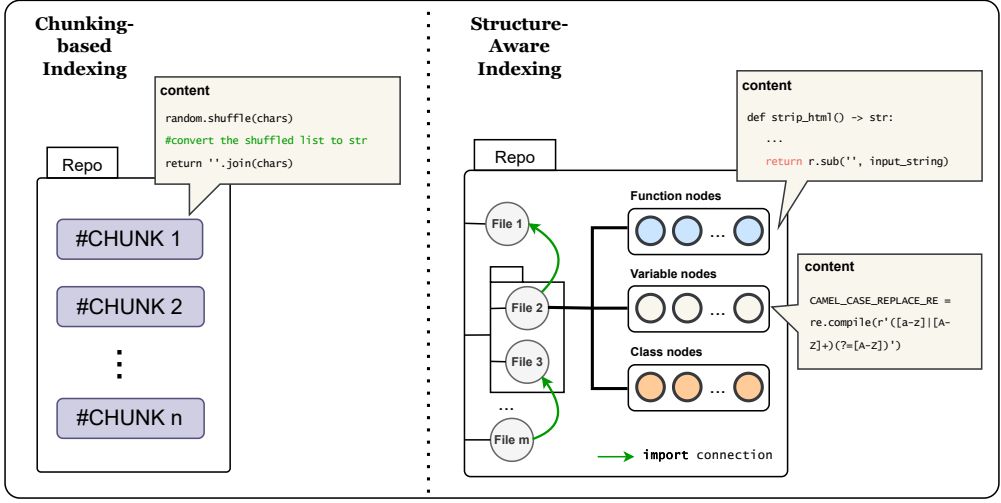 Chunking-
based
Indexing
content
random.shuffle(chars)
#convert the shuffled list to str
return ''.join(chars)
Repo
#CHUNK 1
#CHUNK 2
⋮
#CHUNK n
Structure-
Aware
Indexing
content
def strip_html() -> str:
...
return r.sub('', input_string)
Repo
Function nodes
File 1
...
Variable nodes
File 2
...
content
CAMEL_CASE_REPLACE_RE =
re.compile(r'([a-z]|[A-
Z]+)(?=[A-Z])')
Class nodes
File 3
...
...
File m
import connection